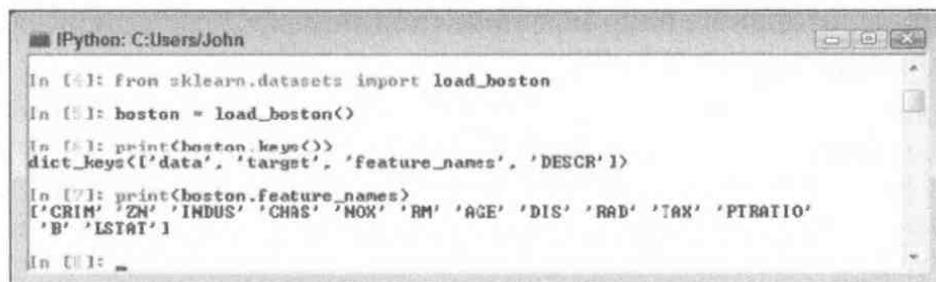 IPython: C:Users/John
In [4]: from sklearn.datasets import load_boston
In [5]: boston = load_boston()
In [6]: print(boston.keys())
dict_keys(['data', 'target', 'feature_names', 'DESCR'])
In [7]: print(boston.feature_names)
['CRIM' 'ZN' 'INDUS' 'CHAS' 'NOX' 'RM' 'AGE' 'DIS' 'RAD' 'TAX' 'PTRATIO'
'B' 'LSTAT']
In [8]: